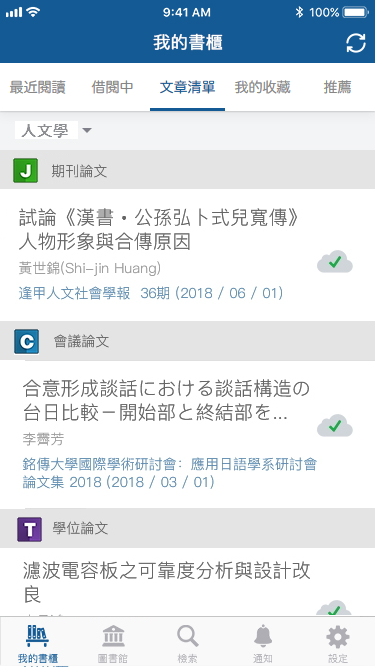 9:41 AM
100%
我的書櫃
最近閱讀
借閱中
文章清單
我的收藏
推薦
人文學
J
期刊論文
試論《漢書・公孫弘卜式兒寬傳》
人物形象與合傳原因
黃世錦(Shi-jin Huang)
逢甲人文社會學報 36期 (2018 / 06 / 01)
C
會議論文
合意形成談話における談話構造の
台日比較－開始部と終結部を...
李霽芳
銘傳大學國際學術研討會：應用日語學系研討會
論文集 2018 (2018 / 03 / 01)
T
學位論文
濾波電容板之可靠度分析與設計改
良
我的書櫃
圖書館
檢索
通知
設定